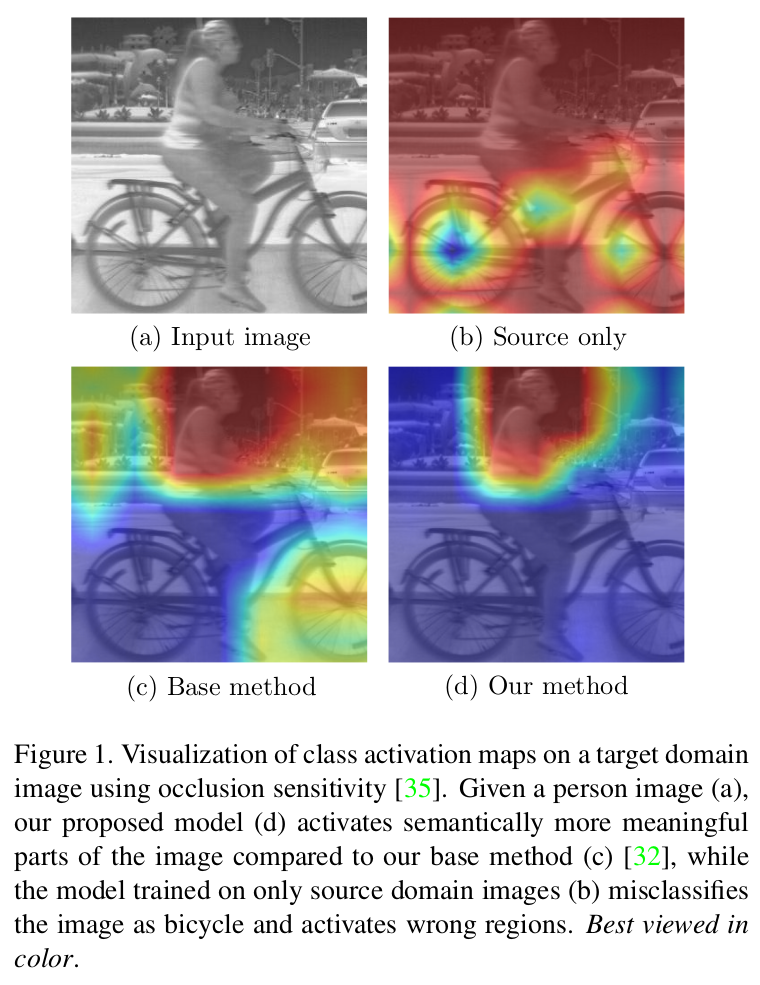 (a) Input image
(b) Source only
(c) Base method
(d) Our method
Figure 1. Visualization of class activation maps on a target domain
image using occlusion sensitivity [35]. Given a person image (a),
our proposed model (d) activates semantically more meaningful
parts of the image compared to our base method (c) [32], while
the model trained on only source domain images (b) misclassifies
the image as bicycle and activates wrong regions. Best viewed in
color.